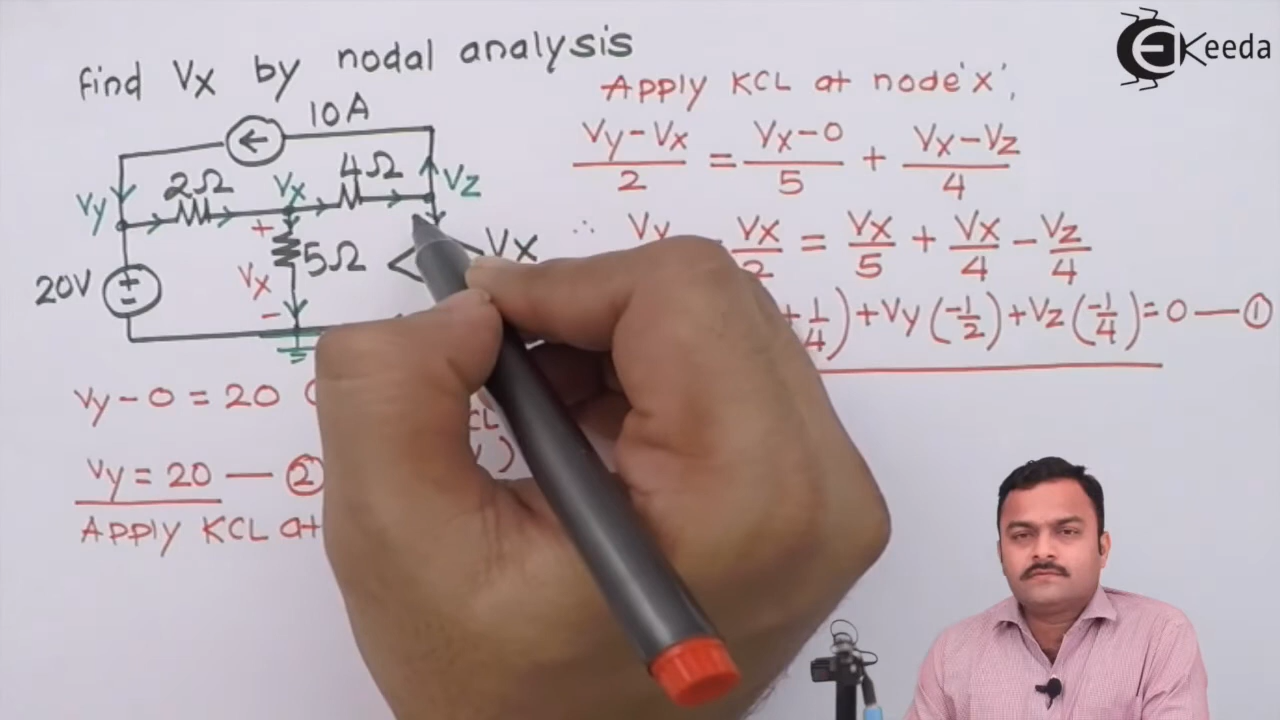 Find Vx by nodal analysis
10A
2Ω
Vx
4Ω
Vz
Vy
+
Vx
-
5Ω
Vx
20V
+
-
Vy - 0 = 20
Vy = 20 — ②
Apply KCL at
Apply KCL at node 'x',
Vy - Vx / 2 = Vx - 0 / 5 + Vx - Vz / 4
∴ Vy - Vx / 2 = Vx / 5 + Vx / 4 - Vz / 4
+ 1/4) + Vy (-1/2) + Vz (-1/4) = 0 — ①
EKeeda